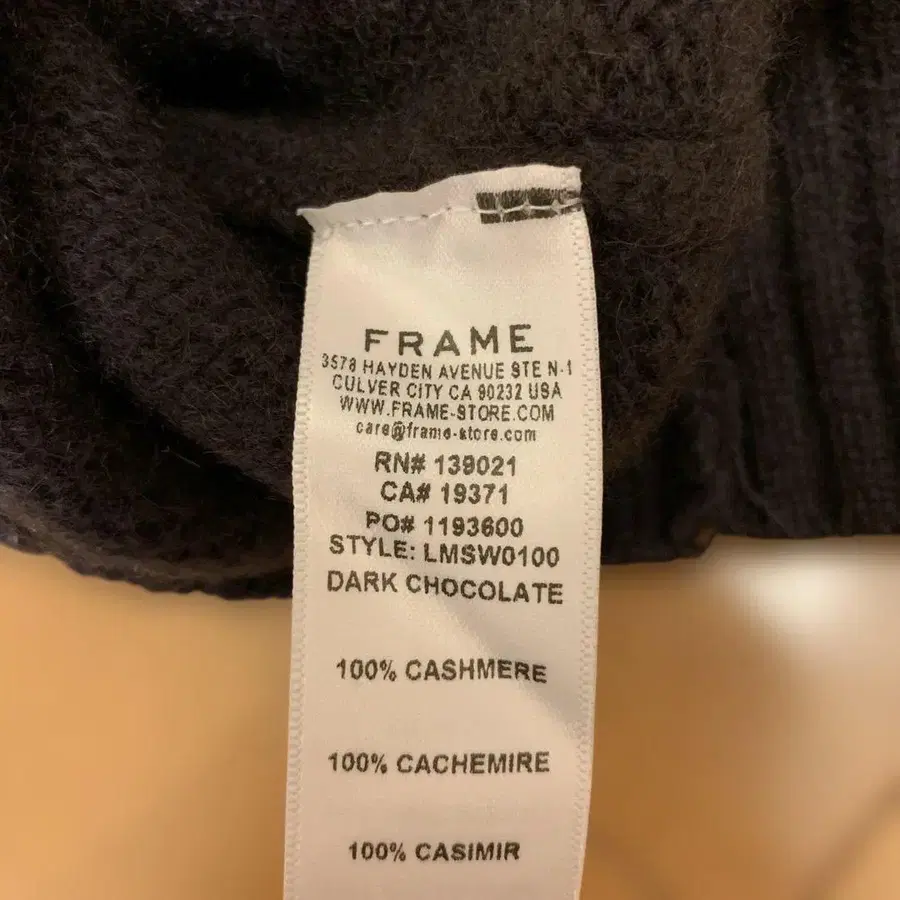 FRAME
3578 HAYDEN AVENUE STE N-1
CULVER CITY CA 90232 USA
WWW.FRAME-STORE.COM
care@frame-store.com
RN# 139021
CA# 19371
PO# 1193600
STYLE: LMSW0100
DARK CHOCOLATE
100% CASHMERE
100% CACHEMIRE
100% CASIMIR